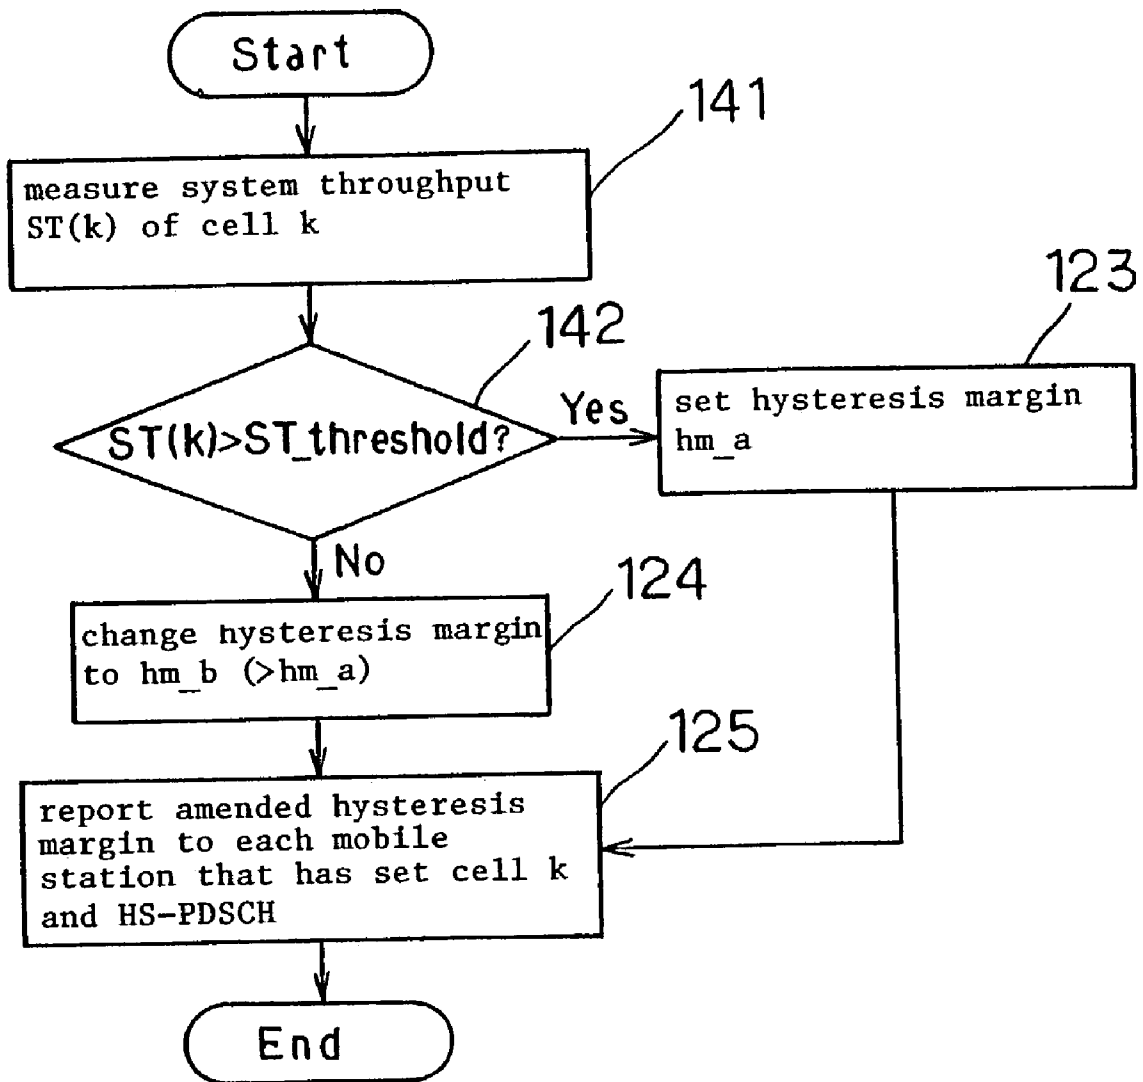 Start
141
measure system throughput
ST(k) of cell k
142
ST(k)>ST_threshold?
Yes
123
set hysteresis margin
hm_a
No
124
change hysteresis margin
to hm_b (>hm_a)
125
report amended hysteresis
margin to each mobile
station that has set cell k
and HS-PDSCH
End